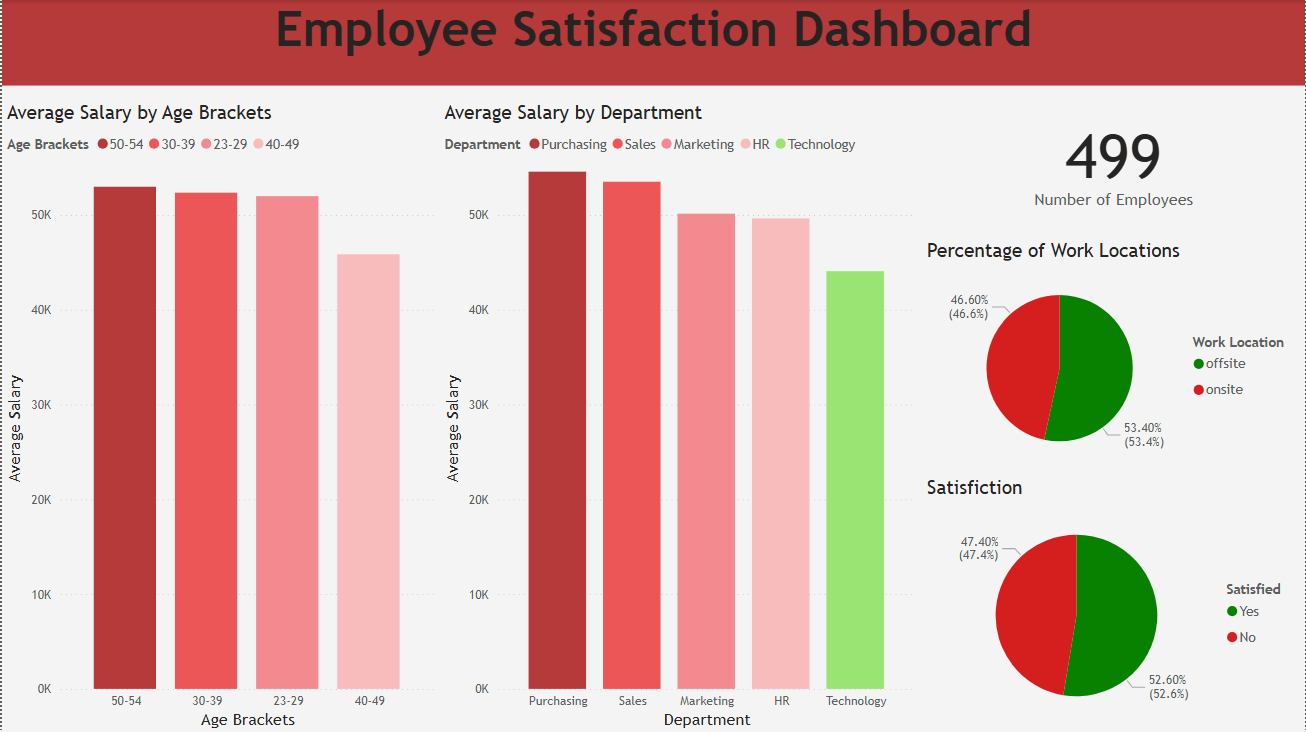 Employee Satisfaction Dashboard
Average Salary by Age Brackets
Age Brackets 50-54 30-39 23-29 40-49
50K
40K
30K
20K
10K
0K
Average Salary
50-54 30-39 23-29 40-49
Age Brackets
Average Salary by Department
Department Purchasing Sales Marketing HR Technology
50K
40K
30K
20K
10K
0K
Average Salary
Purchasing Sales Marketing HR Technology
Department
499
Number of Employees
Percentage of Work Locations
46.60%
(46.6%)
53.40%
(53.4%)
Work Location
offsite
onsite
Satisfiction
47.40%
(47.4%)
52.60%
(52.6%)
Satisfied
Yes
No